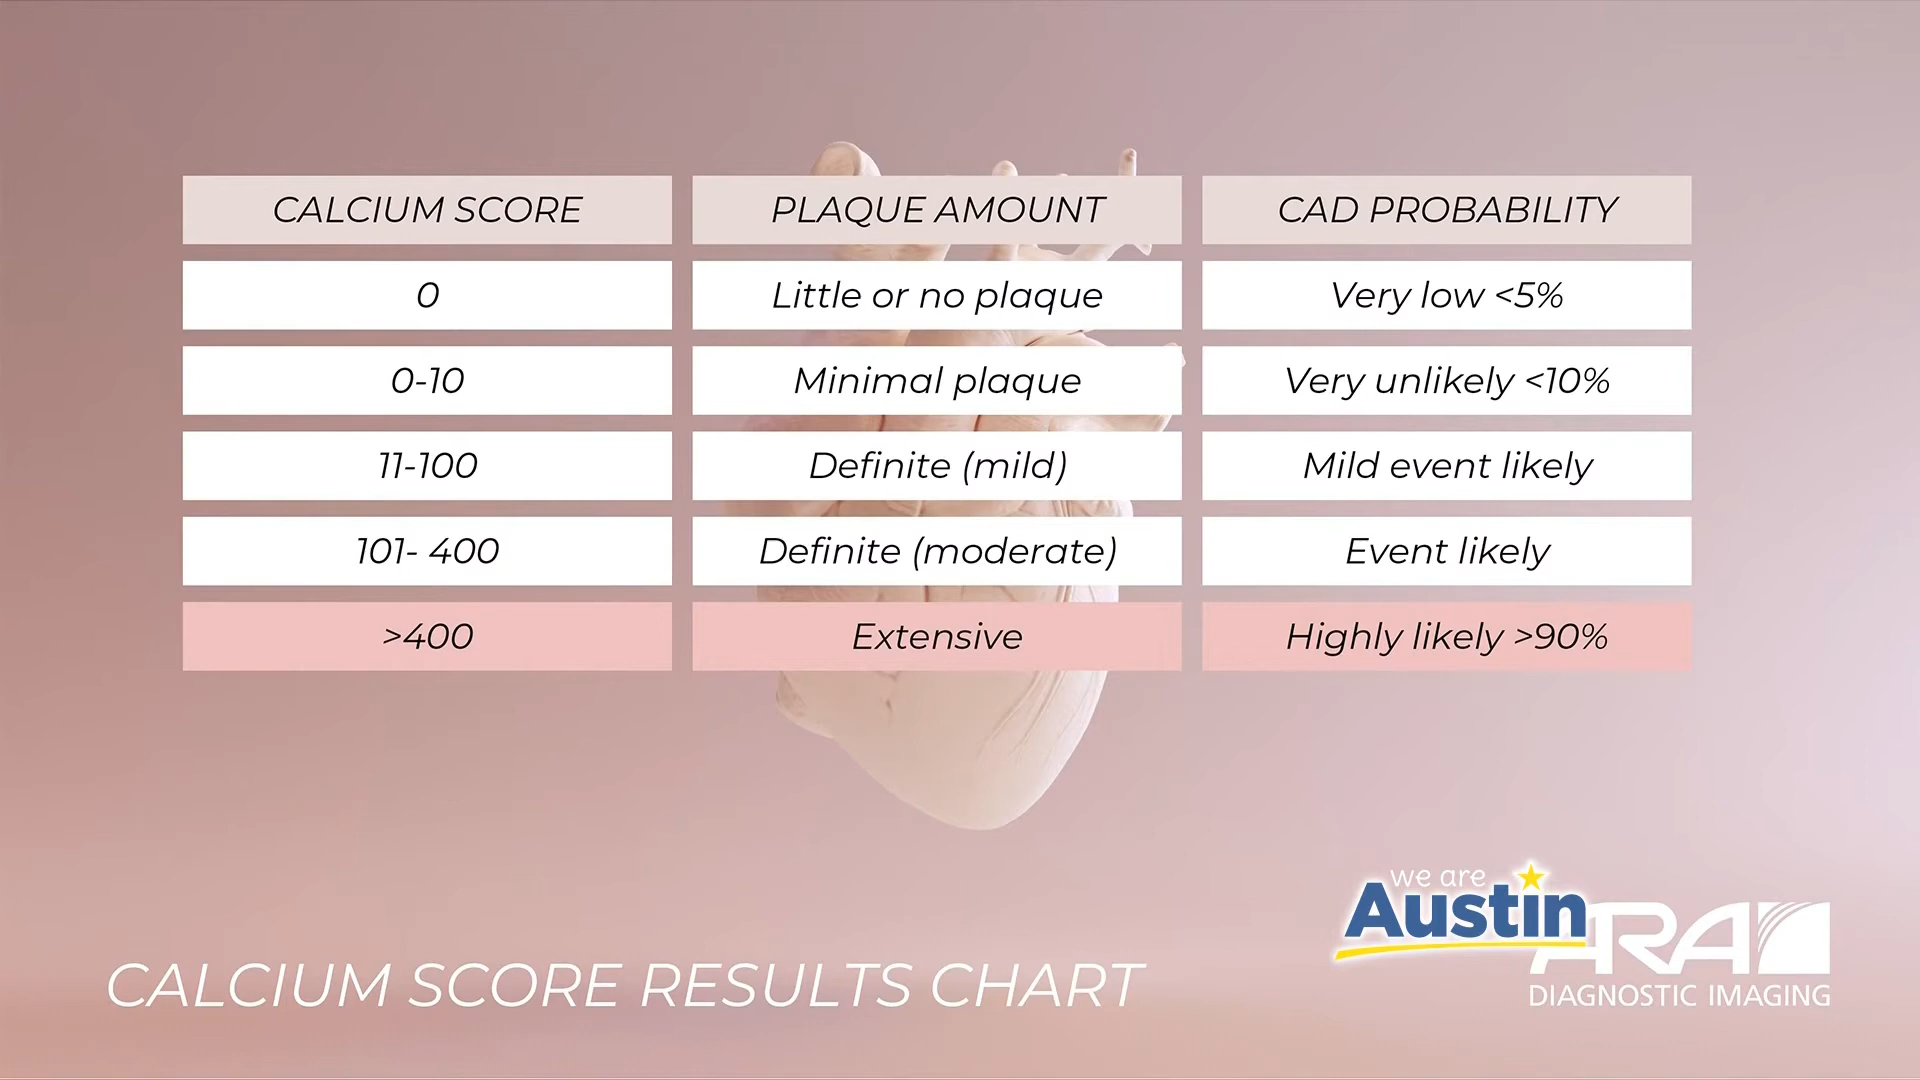 CALCIUM SCORE PLAQUE AMOUNT CAD PROBABILITY
0 Little or no plaque Very low <5%
0-10 Minimal plaque Very unlikely <10%
11-100 Definite (mild) Mild event likely
101- 400 Definite (moderate) Event likely
>400 Extensive Highly likely >90%
we are
Austin
ARA
CALCIUM SCORE RESULTS CHART
DIAGNOSTIC IMAGING